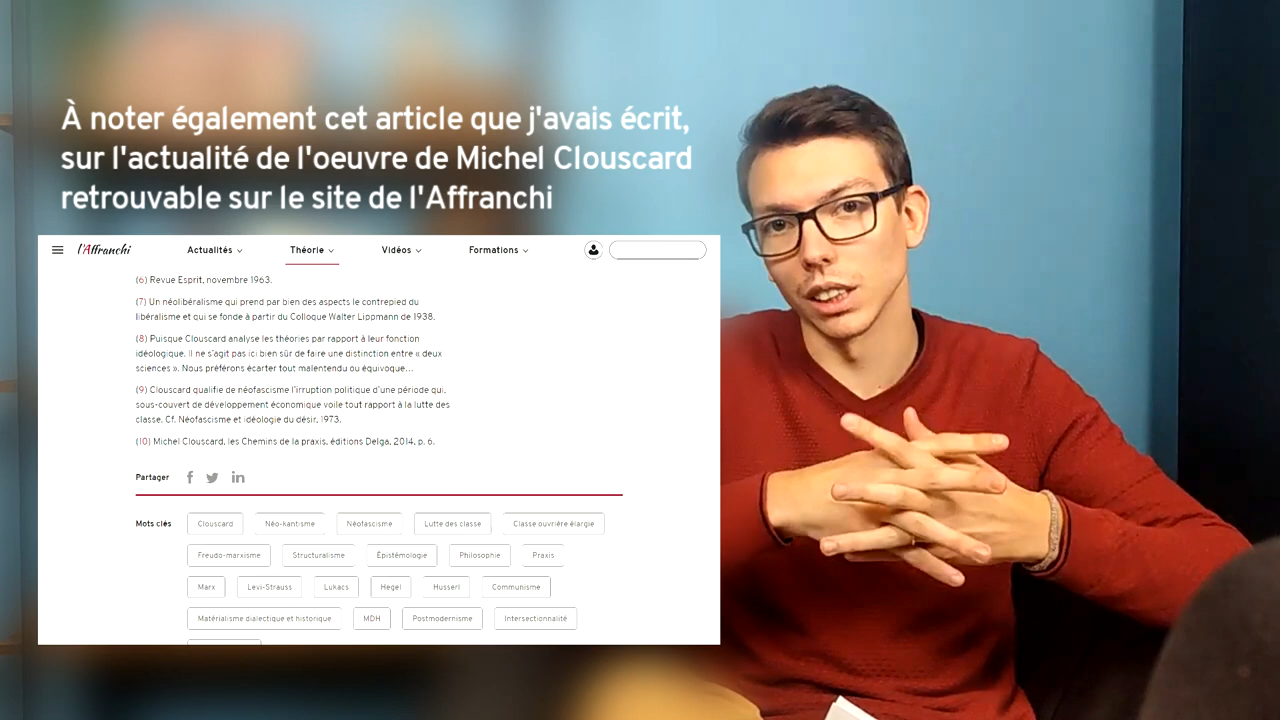 À noter également cet article que j'avais écrit,
sur l'actualité de l'oeuvre de Michel Clouscard
retrouvable sur le site de l'Affranchi
l'Affranchi Actualités Théorie Vidéos Formations
(6) Revue Esprit, novembre 1963.
(7) Un néolibéralisme qui prend par bien des aspects le contrepied du
libéralisme et qui se fonde à partir du Colloque Walter Lippmann de 1938.
(8) Puisque Clouscard analyse les théories par rapport à leur fonction
idéologique. Il ne s'agit pas ici bien sûr de faire une distinction entre « deux
sciences ». Nous préférons écarter tout malentendu ou équivoque...
(9) Clouscard qualifie de néofascisme l'irruption politique d'une période qui,
sous-couvert de développement économique voile tout rapport à la lutte des
classe. Cf. Néofascisme et idéologie du désir, 1973.
(10) Michel Clouscard, les Chemins de la praxis, éditions Delga, 2014, p. 6.
Partager
Mots clés Clouscard Néo-kantisme Néofascisme Lutte des classe Classe ouvrière élargie
Freudo-marxisme Structuralisme Épistémologie Philosophie Praxis
Marx Levi-Strauss Lukacs Hegel Husserl Communisme
Matérialisme dialectique et historique MDH Postmodernisme Intersectionnalité